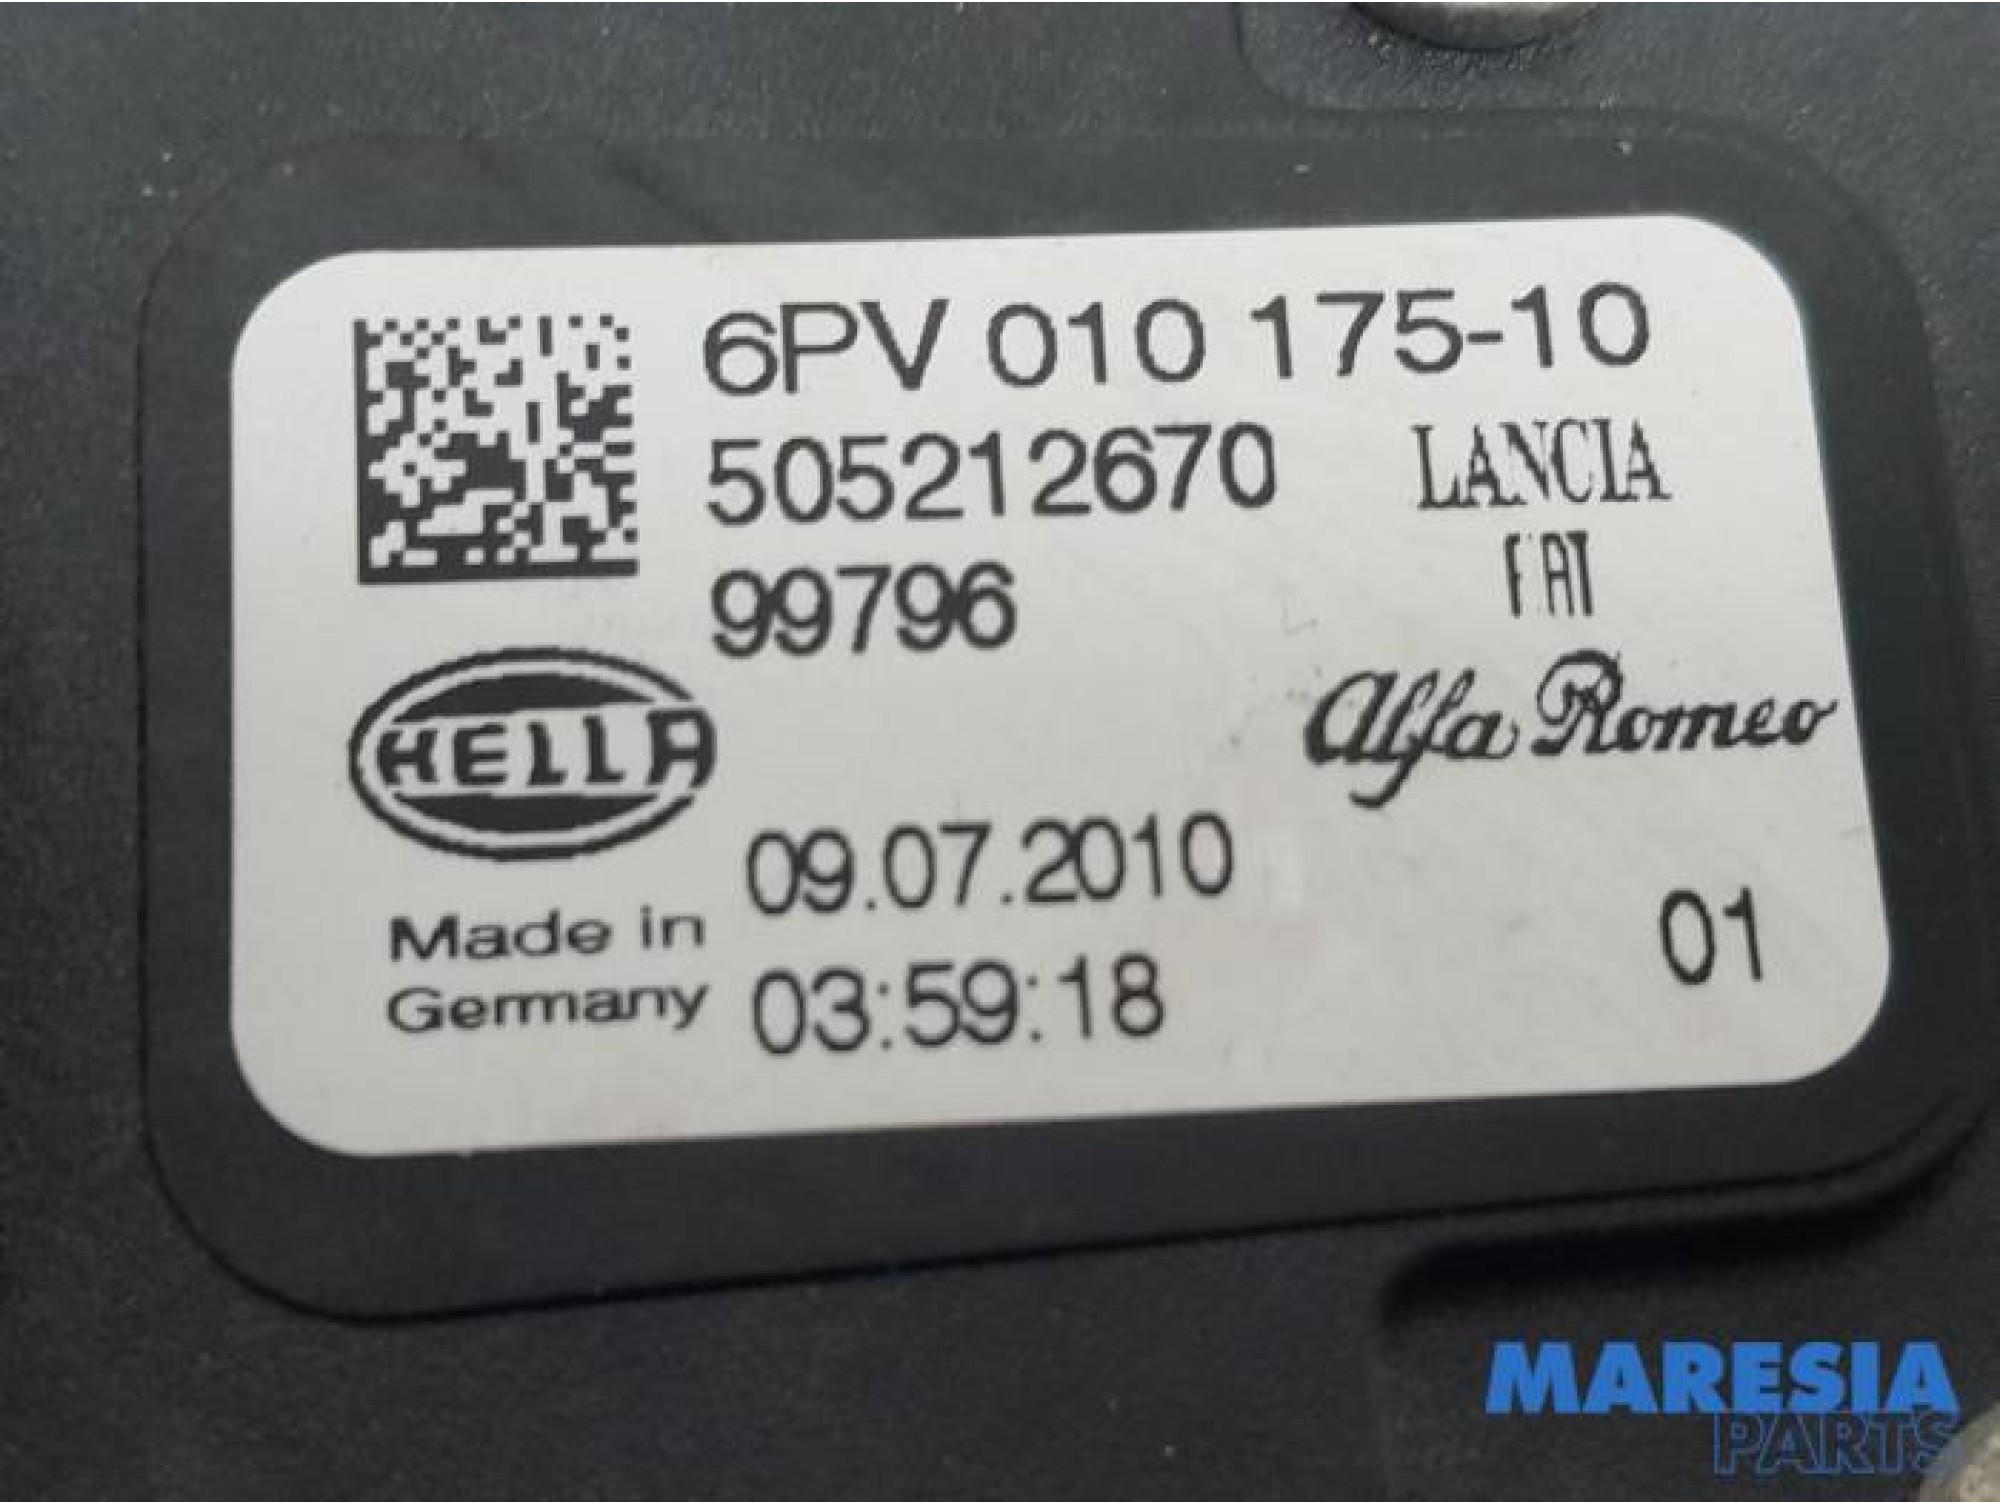 6PV 010 175-10
505212670
LANCIA
99796
FIAT
HELLA
Alfa Romeo
09.07.2010
Made in
Germany
03:59:18
01
MARESIA
PARTS